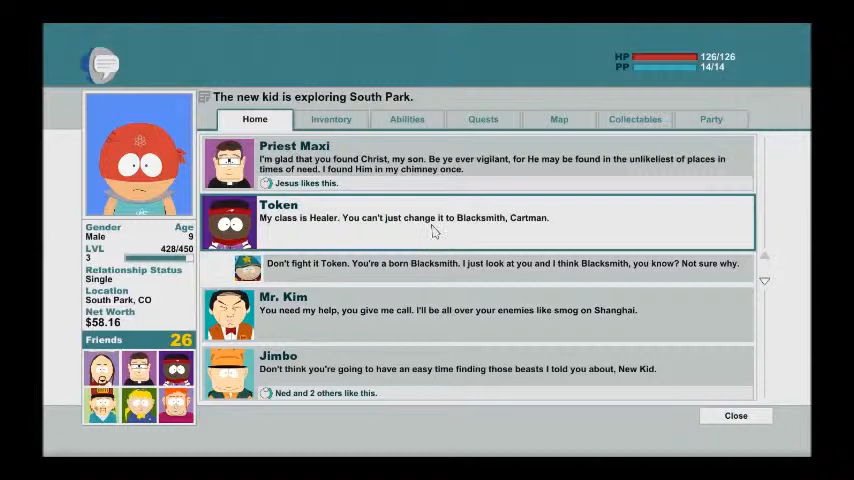 HP 126/126
PP 14/14
The new kid is exploring South Park.
Home Inventory Abilities Quests Map Collectables Party
Priest Maxi
I'm glad that you found Christ, my son. Be ye ever vigilant, for He may be found in the unlikeliest of places in
times of need. I found Him in my chimney once.
Jesus likes this.
Token
My class is Healer. You can't just change it to Blacksmith, Cartman.
Don't fight it Token. You're a born Blacksmith. I just look at you and I think Blacksmith, you know? Not sure why.
Mr. Kim
You need my help, you give me call. I'll be all over your enemies like smog on Shanghai.
Jimbo
Don't think you're going to have an easy time finding those beasts I told you about, New Kid.
Ned and 2 others like this.
Gender Age
Male 9
LVL 428/450
3
Relationship Status
Single
Location
South Park, CO
Net Worth
$58.16
Friends 26
Close